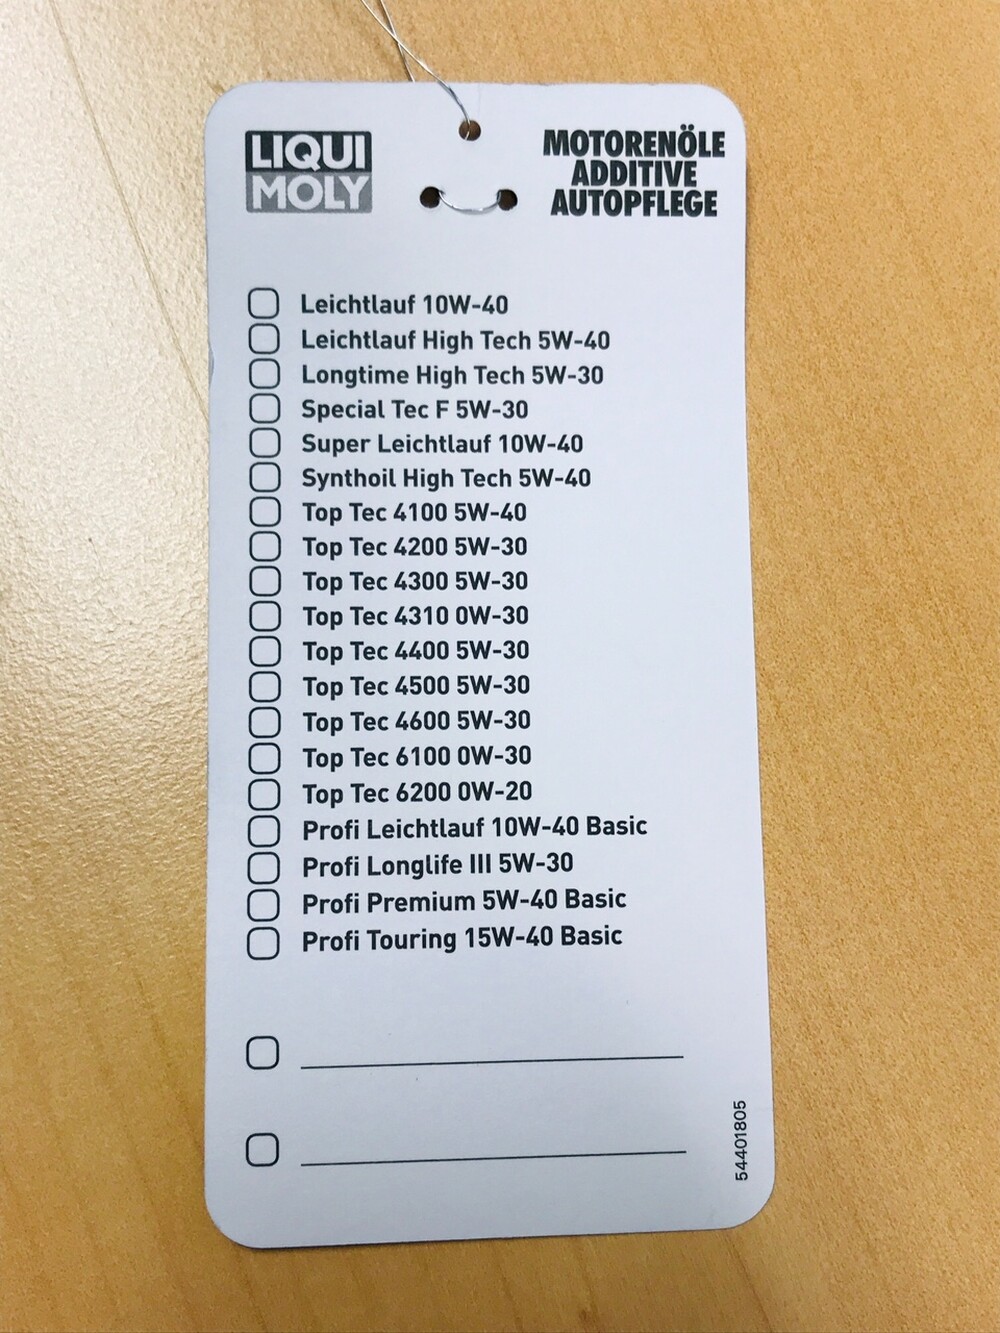 LIQUI
MOLY
MOTORENÖLE
ADDITIVE
AUTOPFLEGE
Leichtlauf 10W-40
Leichtlauf High Tech 5W-40
Longtime High Tech 5W-30
Special Tec F 5W-30
Super Leichtlauf 10W-40
Synthoil High Tech 5W-40
Top Tec 4100 5W-40
Top Tec 4200 5W-30
Top Tec 4300 5W-30
Top Tec 4310 0W-30
Top Tec 4400 5W-30
Top Tec 4500 5W-30
Top Tec 4600 5W-30
Top Tec 6100 0W-30
Top Tec 6200 0W-20
Profi Leichtlauf 10W-40 Basic
Profi Longlife III 5W-30
Profi Premium 5W-40 Basic
Profi Touring 15W-40 Basic
54401805